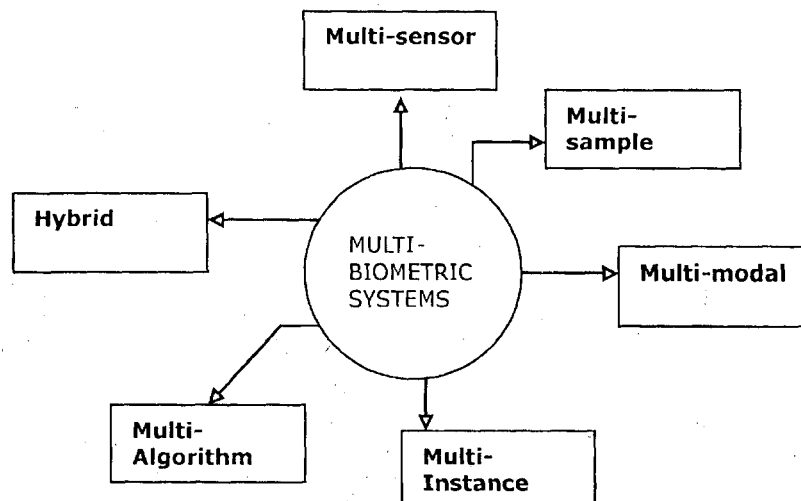 Multi-sensor
Multi-
sample
Hybrid
MULTI-
BIOMETRIC
SYSTEMS
Multi-modal
Multi-
Algorithm
Multi-
Instance